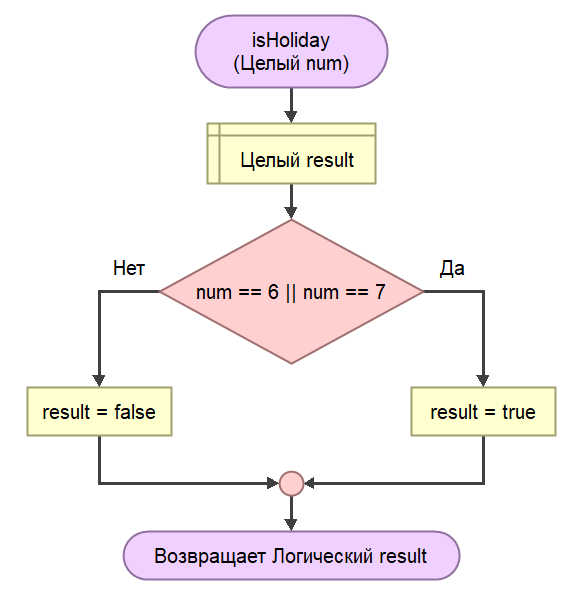 isHoliday
(Целый num)
Целый result
Нет
Да
num == 6 || num == 7
result = false
result = true
Возвращает Логический result